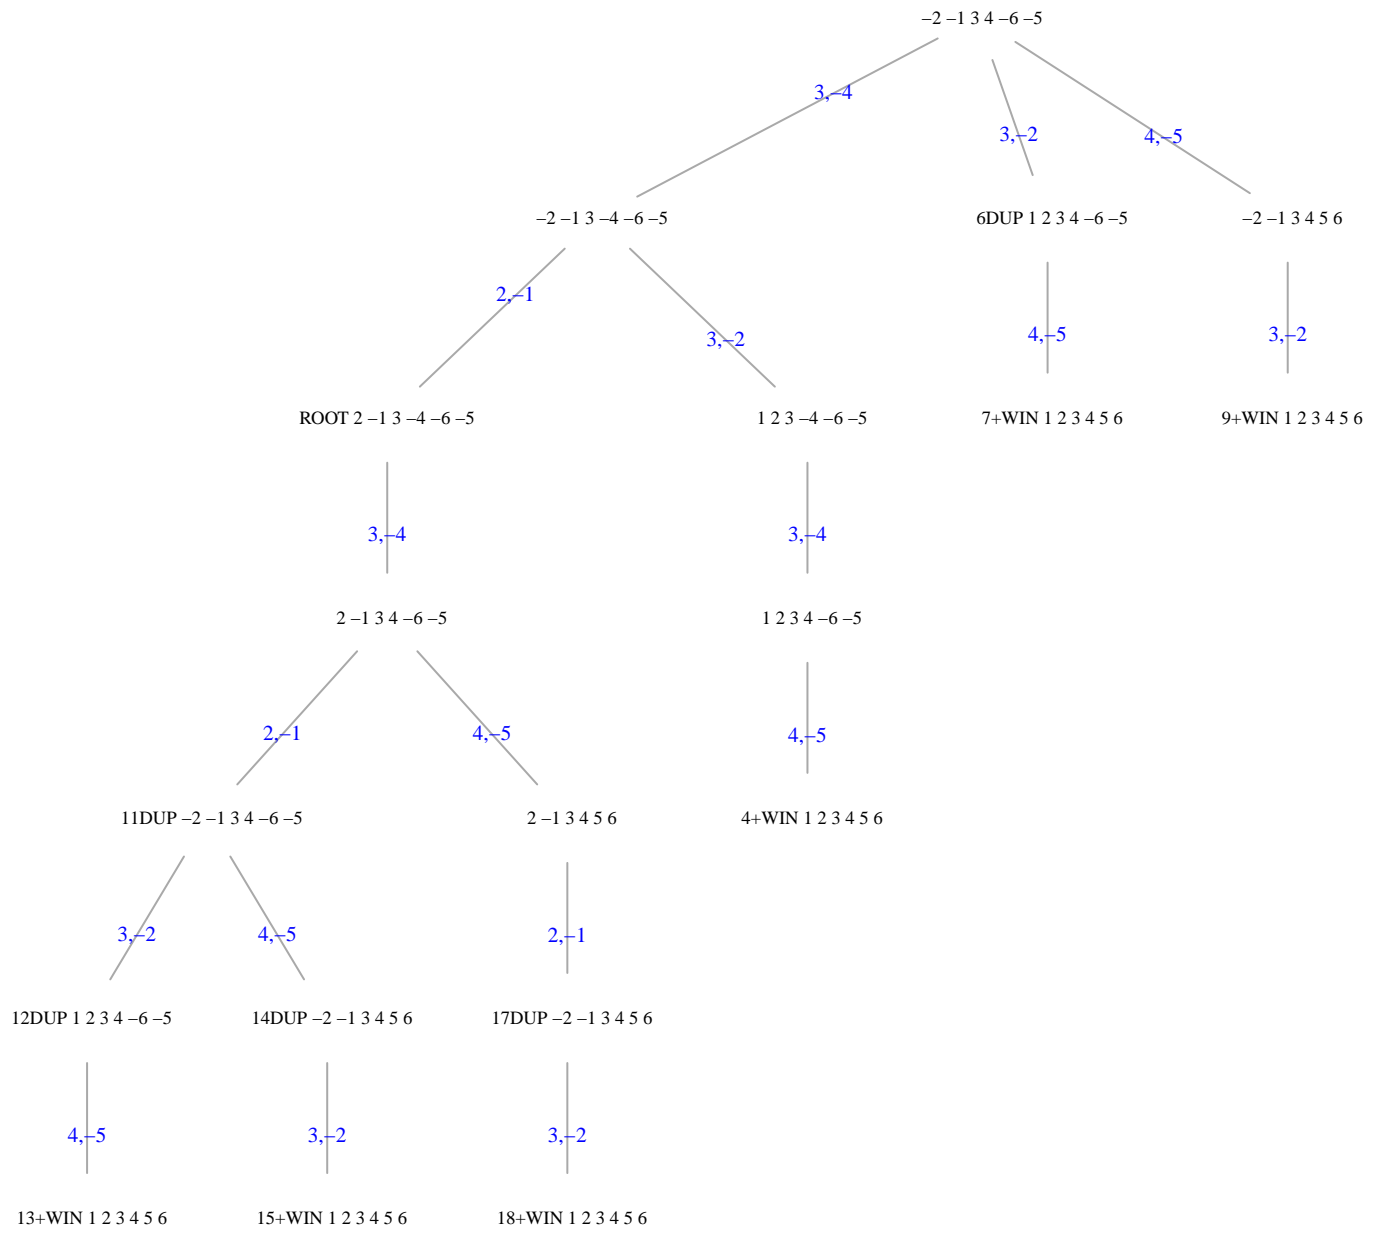 –2 –1 3 4 –6 –5
3,–4
3,–2
4,–5
–2 –1 3 –4 –6 –5
6DUP 1 2 3 4 –6 –5
–2 –1 3 4 5 6
2,–1
3,–2
4,–5
3,–2
ROOT 2 –1 3 –4 –6 –5
1 2 3 –4 –6 –5
7+WIN 1 2 3 4 5 6
9+WIN 1 2 3 4 5 6
3,–4
3,–4
2 –1 3 4 –6 –5
1 2 3 4 –6 –5
2,–1
4,–5
4,–5
11DUP –2 –1 3 4 –6 –5
2 –1 3 4 5 6
4+WIN 1 2 3 4 5 6
3,–2
4,–5
2,–1
12DUP 1 2 3 4 –6 –5
14DUP –2 –1 3 4 5 6
17DUP –2 –1 3 4 5 6
4,–5
3,–2
3,–2
13+WIN 1 2 3 4 5 6
15+WIN 1 2 3 4 5 6
18+WIN 1 2 3 4 5 6